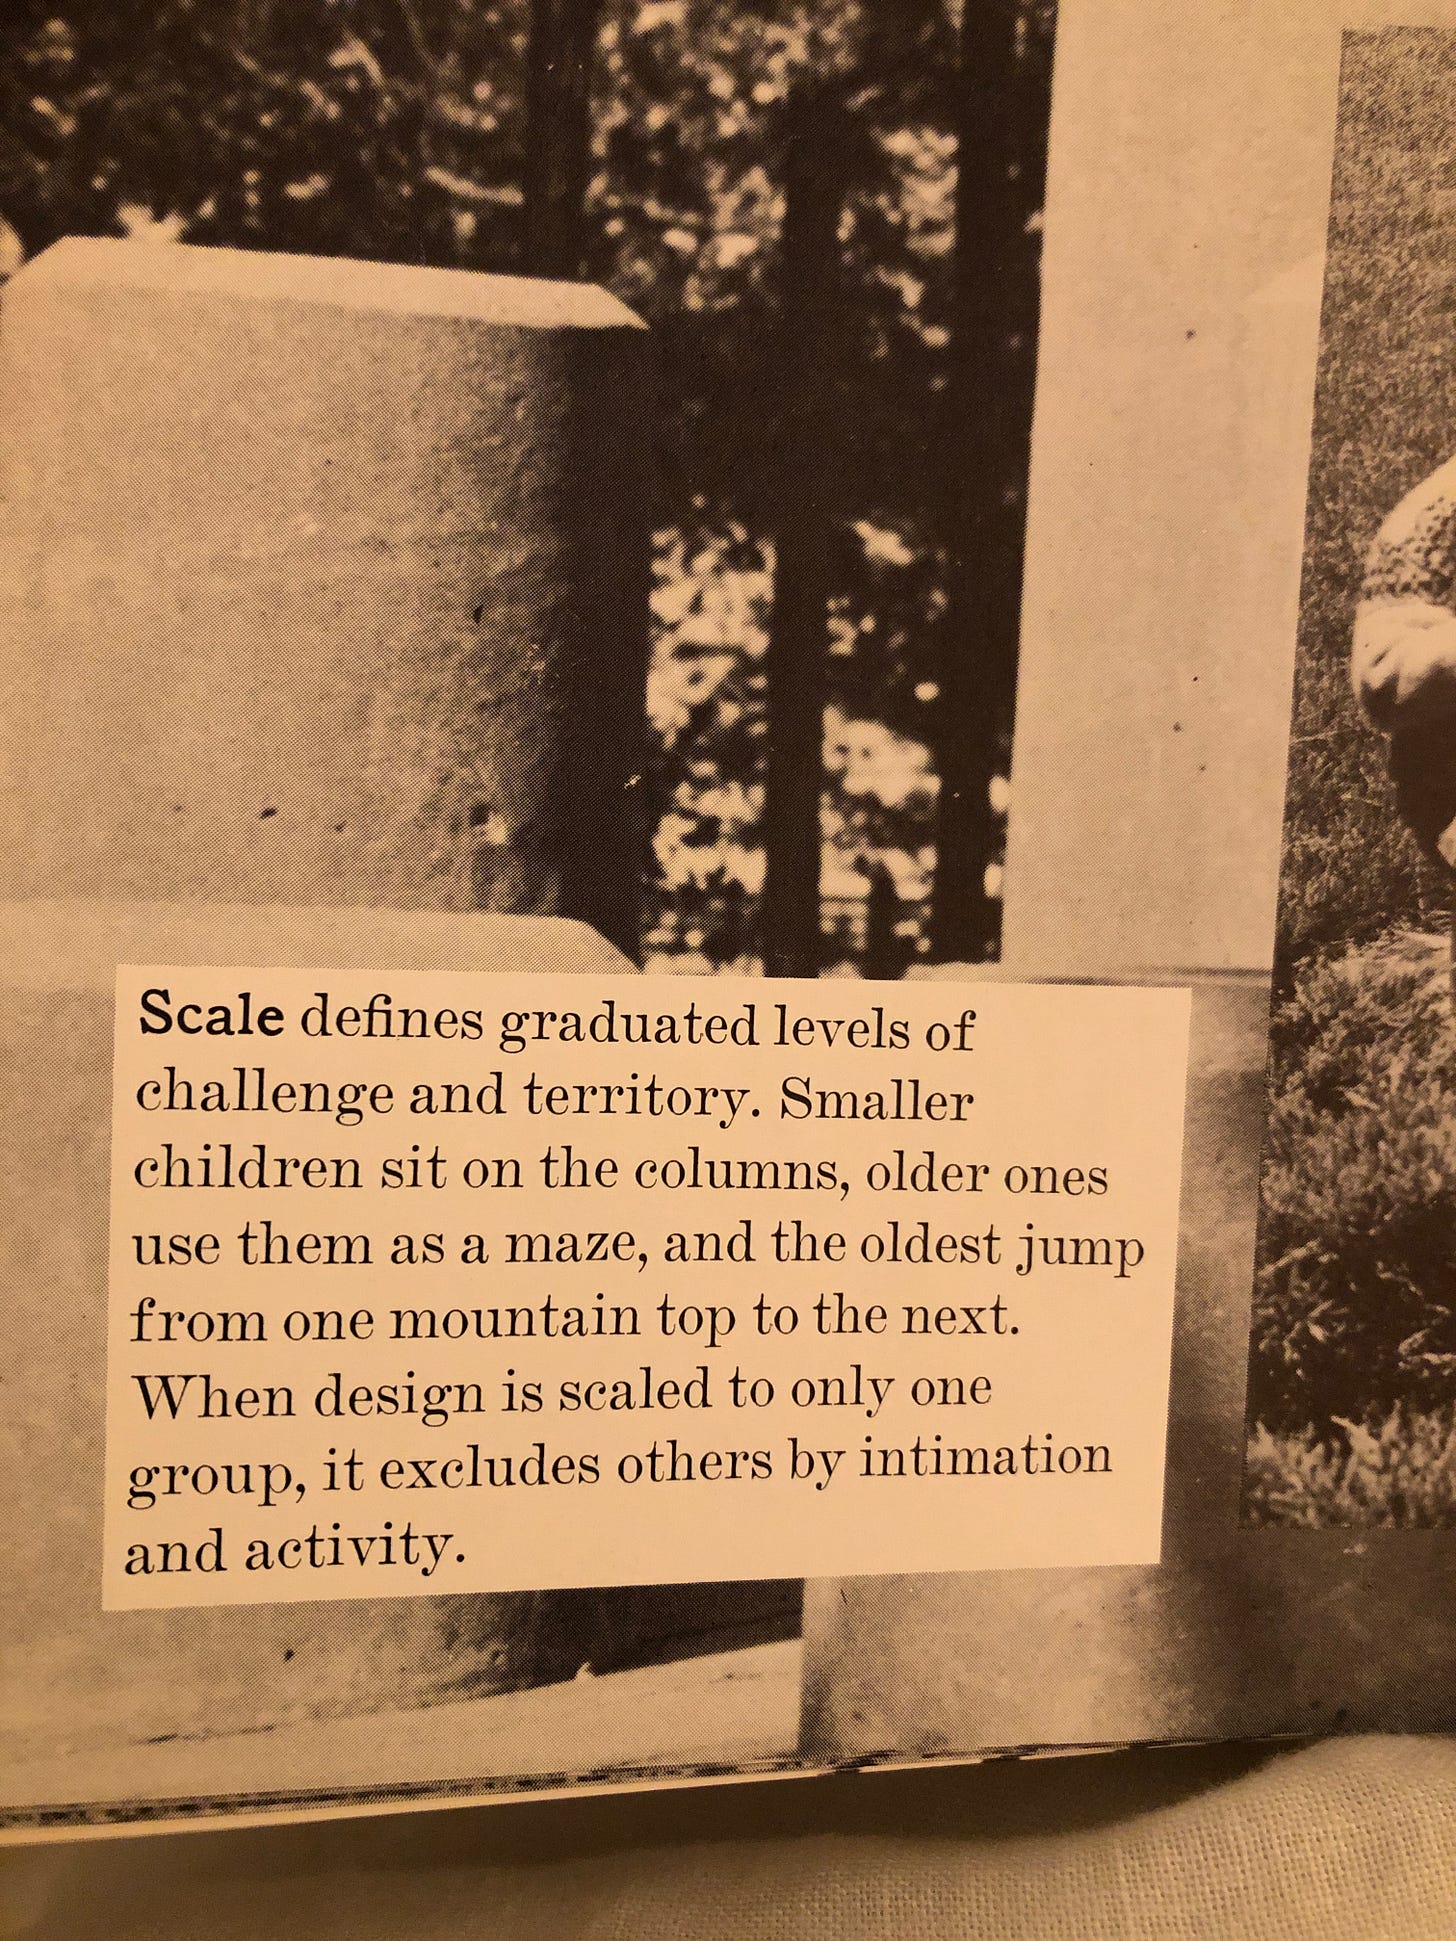 Scale defines graduated levels of
challenge and territory. Smaller
children sit on the columns, older ones
use them as a maze, and the oldest jump
from one mountain top to the next.
When design is scaled to only one
group, it excludes others by intimation
and activity.